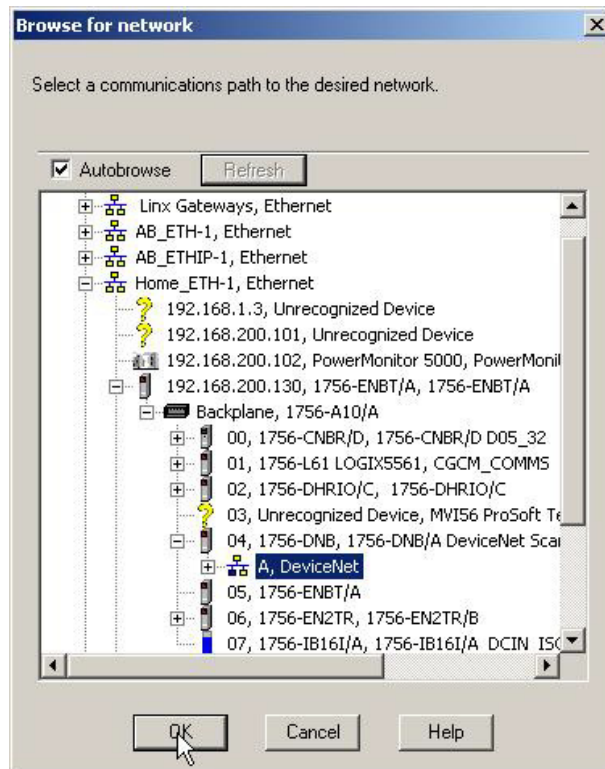 Browse for network
Select a communications path to the desired network.
Autobrowse Refresh
Linx Gateways, Ethernet
AB_ETH-1, Ethernet
AB_ETHIP-1, Ethernet
Home_ETH-1, Ethernet
192.168.1.3, Unrecognized Device
192.168.200.101, Unrecognized Device
192.168.200.102, PowerMonitor 5000, PowerMonit
192.168.200.130, 1756-ENBT/A, 1756-ENBT/A
Backplane, 1756-A10/A
00, 1756-CNBR/D, 1756-CNBR/D D05_32
01, 1756-L61 LOGIX5561, CGCM_COMMS
02, 1756-DHRIO/C, 1756-DHRIO/C
03, Unrecognized Device, MVI56 ProSoft Te
04, 1756-DNB, 1756-DNB/A DeviceNet Scan
A, DeviceNet
05, 1756-ENBT/A
06, 1756-EN2TR, 1756-EN2TR/B
07, 1756-IB16I/A, 1756-IB16I/A DCIN ISO
OK Cancel Help